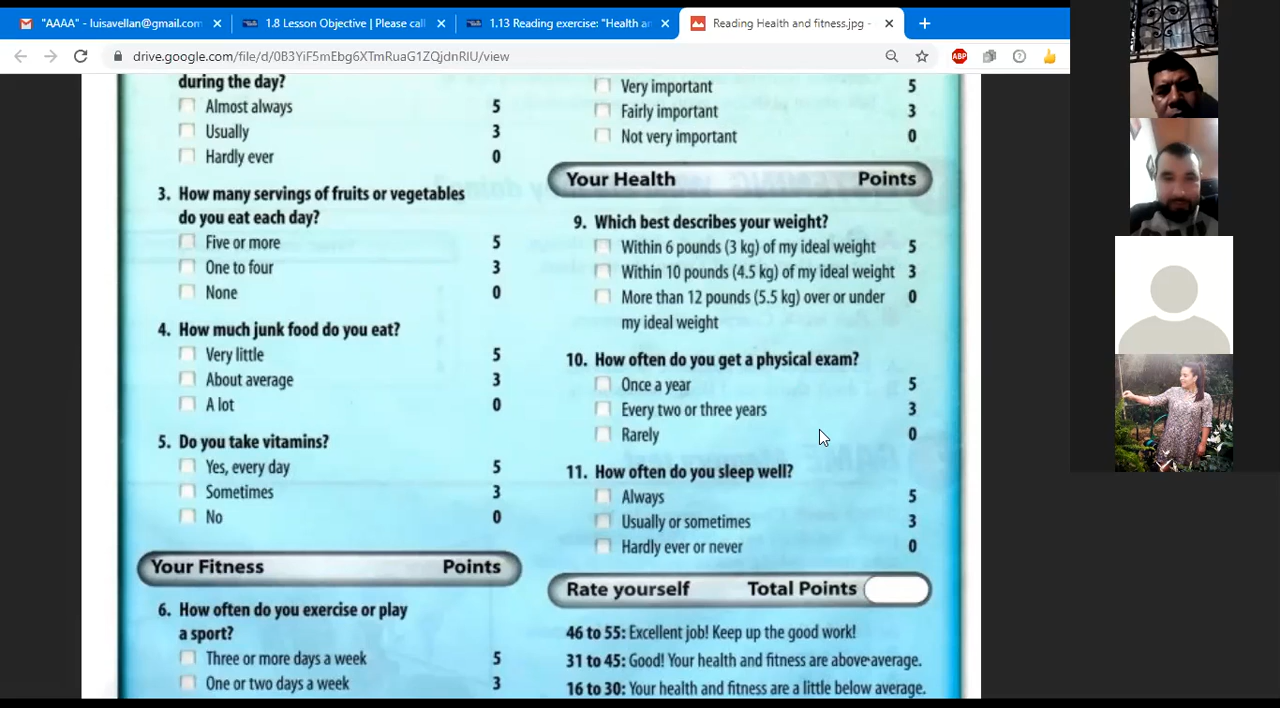 "AAAA" - luisavellan@gmail.com
1.8 Lesson Objective | Please call
1.13 Reading exercise: "Health an
Reading Health and fitness.jpg -
drive.google.com/file/d/0B3YiF5mEbg6XTmRuaG1ZQjdnRlU/view
ABP
during the day?
Almost always 5
Usually 3
Hardly ever 0
3. How many servings of fruits or vegetables
do you eat each day?
Five or more 5
One to four 3
None 0
4. How much junk food do you eat?
Very little 5
About average 3
A lot 0
5. Do you take vitamins?
Yes, every day 5
Sometimes 3
No 0
Your Fitness Points
6. How often do you exercise or play
a sport?
Three or more days a week 5
One or two days a week 3
Very important 5
Fairly important 3
Not very important 0
Your Health Points
9. Which best describes your weight?
Within 6 pounds (3 kg) of my ideal weight 5
Within 10 pounds (4.5 kg) of my ideal weight 3
More than 12 pounds (5.5 kg) over or under 0
my ideal weight
10. How often do you get a physical exam?
Once a year 5
Every two or three years 3
Rarely 0
11. How often do you sleep well?
Always 5
Usually or sometimes 3
Hardly ever or never 0
Rate yourself Total Points
46 to 55: Excellent job! Keep up the good work!
31 to 45: Good! Your health and fitness are above average.
16 to 30: Your health and fitness are a little below average.